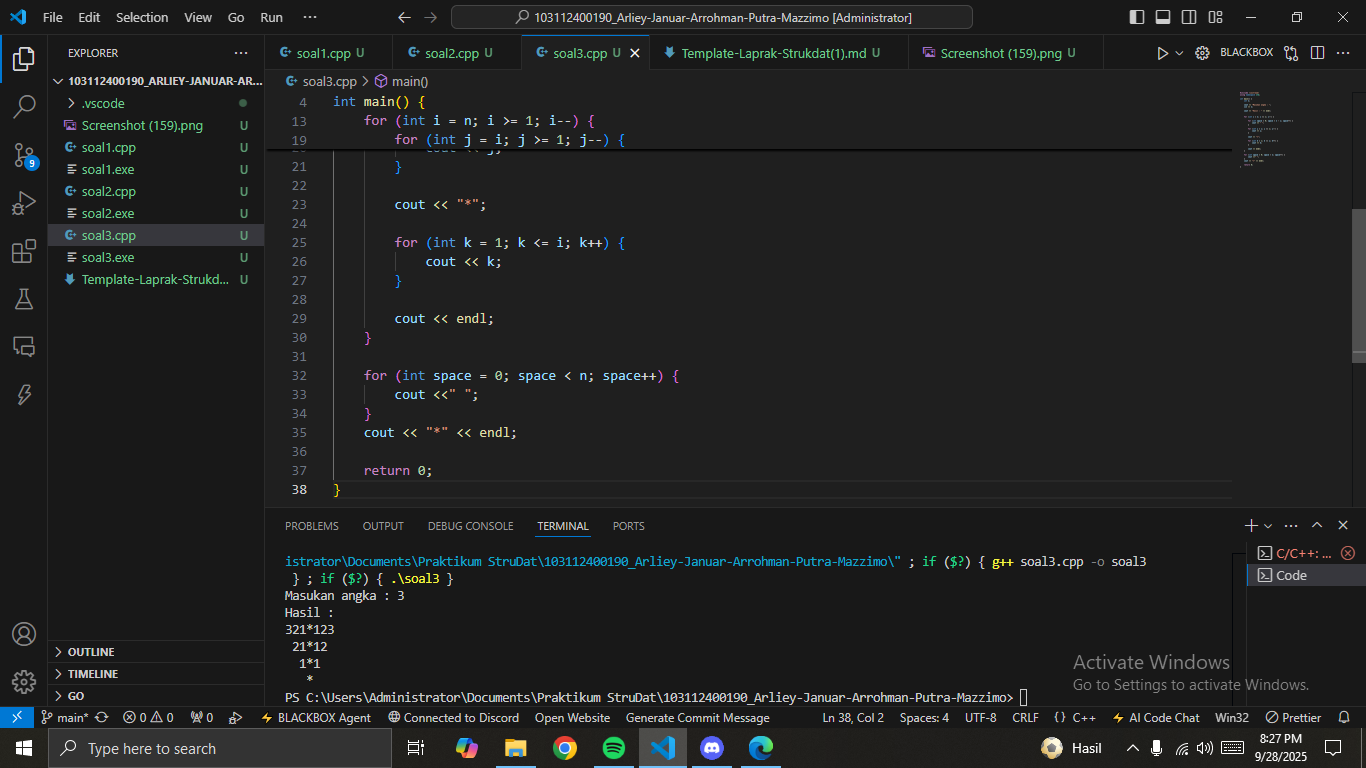 File Edit Selection View Go Run ··· 103112400190_Arliey-Januar-Arrohman-Putra-Mazzimo [Administrator]
EXPLORER ···
103112400190_ARLIEY-JANUAR-AR...
.vscode
Screenshot (159).png U
soal1.cpp U
soal1.exe U
soal2.cpp U
soal2.exe U
soal3.cpp U
soal3.exe U
Template-Laprak-Strukd... U
OUTLINE
TIMELINE
GO
9
soal1.cpp U soal2.cpp U soal3.cpp U Template-Laprak-Strukdat(1).md U Screenshot (159).png U BLACKBOX
soal3.cpp > main()
4 int main() {
13 for (int i = n; i >= 1; i--) {
19 for (int j = i; j >= 1; j--) {
21 }
22
23 cout << "*";
24
25 for (int k = 1; k <= i; k++) {
26 cout << k;
27 }
28
29 cout << endl;
30 }
31
32 for (int space = 0; space < n; space++) {
33 cout <<" ";
34 }
35 cout << "*" << endl;
36
37 return 0;
38 }
PROBLEMS OUTPUT DEBUG CONSOLE TERMINAL PORTS
istrator\Documents\Praktikum StruDat\103112400190_Arliey-Januar-Arrohman-Putra-Mazzimo\" ; if ($?) { g++ soal3.cpp -o soal3
} ; if ($?) { .\soal3 }
Masukan angka : 3
Hasil :
321*123
21*12
1*1
*
PS C:\Users\Administrator\Documents\Praktikum StruDat\103112400190_Arliey-Januar-Arrohman-Putra-Mazzimo>
C/C++: ...
Code
Activate Windows
Go to Settings to activate Windows.
main* 0 0 0 BLACKBOX Agent Connected to Discord Open Website Generate Commit Message Ln 38, Col 2 Spaces: 4 UTF-8 CRLF {} C++ AI Code Chat Win32 Prettier
Type here to search Hasil 8:27 PM
9/28/2025